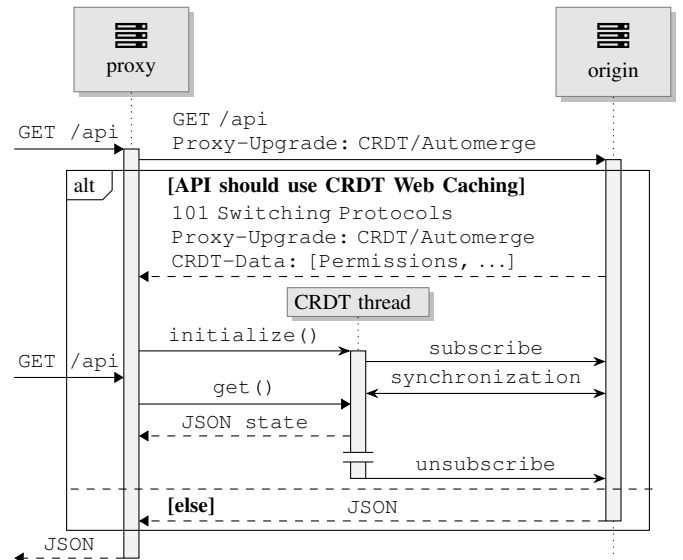 proxy
origin
GET /api
GET /api
Proxy-Upgrade: CRDT/Automerge
alt
[API should use CRDT Web Caching]
101 Switching Protocols
Proxy-Upgrade: CRDT/Automerge
CRDT-Data: [Permissions, ...]
CRDT thread
initialize()
subscribe
GET /api
synchronization
get()
JSON state
unsubscribe
[else]
JSON
JSON